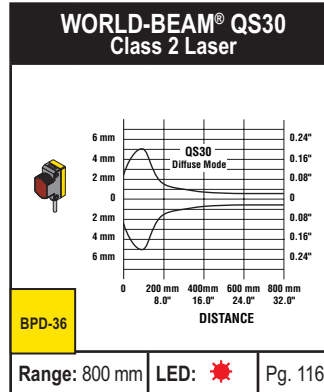 WORLD-BEAM® QS30
Class 2 Laser
6 mm 0.24"
QS30
4 mm 0.16"
Diffuse Mode
2 mm 0.08"
0 0
2 mm 0.08"
4 mm 0.16"
6 mm 0.24"
0 200 mm 400mm 600 mm 800 mm
8.0" 16.0" 24.0" 32.0"
DISTANCE
BPD-36
Range: 800 mm LED: Pg. 116